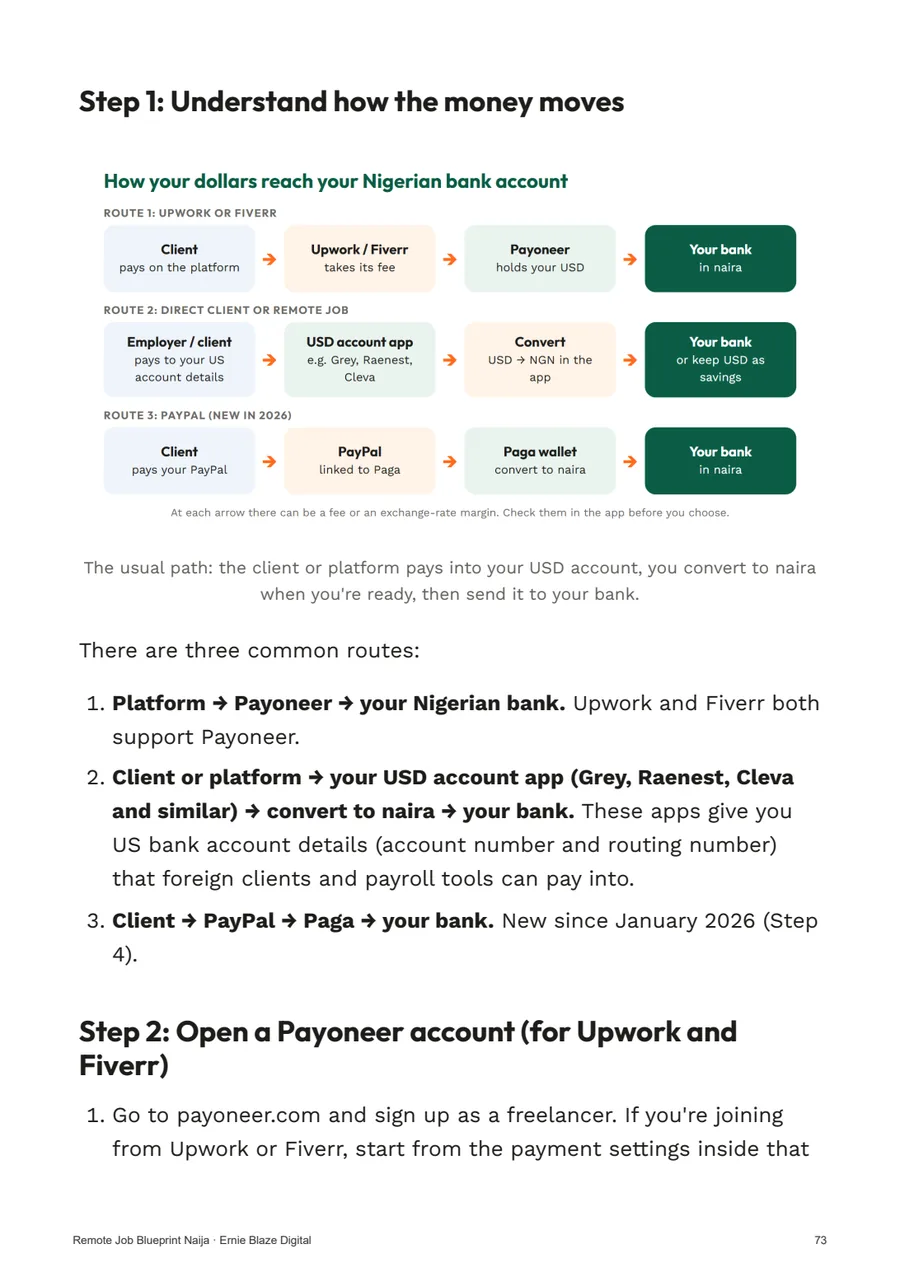 Step 1: Understand how the money moves
How your dollars reach your Nigerian bank account
ROUTE 1: UPWORK OR FIVERR
Client
pays on the platform
→
Upwork / Fiverr
takes its fee
→
Payoneer
holds your USD
→
Your bank
in naira
ROUTE 2: DIRECT CLIENT OR REMOTE JOB
Employer / client
pays to your US
account details
→
USD account app
e.g. Grey, Raenest,
Cleva
→
Convert
USD → NGN in the
app
→
Your bank
or keep USD as
savings
ROUTE 3: PAYPAL (NEW IN 2026)
Client
pays your PayPal
→
PayPal
linked to Paga
→
Paga wallet
convert to naira
→
Your bank
in naira
At each arrow there can be a fee or an exchange-rate margin. Check them in the app before you choose.
The usual path: the client or platform pays into your USD account, you convert to naira
when you're ready, then send it to your bank.
There are three common routes:
1. Platform → Payoneer → your Nigerian bank. Upwork and Fiverr both
support Payoneer.
2. Client or platform → your USD account app (Grey, Raenest, Cleva
and similar) → convert to naira → your bank. These apps give you
US bank account details (account number and routing number)
that foreign clients and payroll tools can pay into.
3. Client → PayPal → Paga → your bank. New since January 2026 (Step
4).
Step 2: Open a Payoneer account (for Upwork and
Fiverr)
1. Go to payoneer.com and sign up as a freelancer. If you're joining
from Upwork or Fiverr, start from the payment settings inside that
Remote Job Blueprint Naija · Ernie Blaze Digital
73